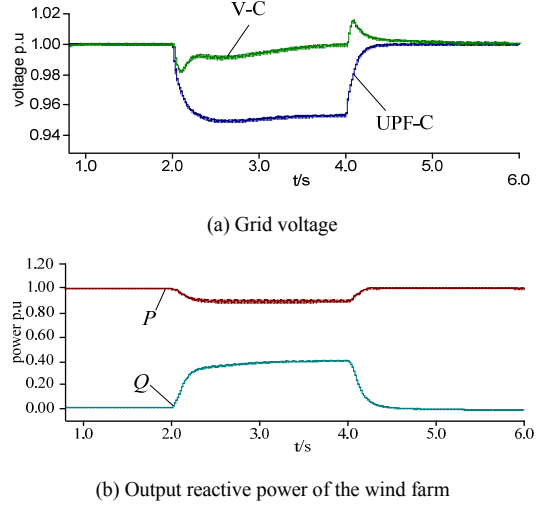 V-C
1.02
1.00
0.98
0.96
0.94
voltage p.u
UPF-C
1.0 2.0 3.0 4.0 5.0 6.0
t/s
(a) Grid voltage
1.20
1.00
0.80
0.60
0.40
0.20
0.00
power p.u
P
Q
1.0 2.0 3.0 4.0 5.0 6.0
t/s
(b) Output reactive power of the wind farm